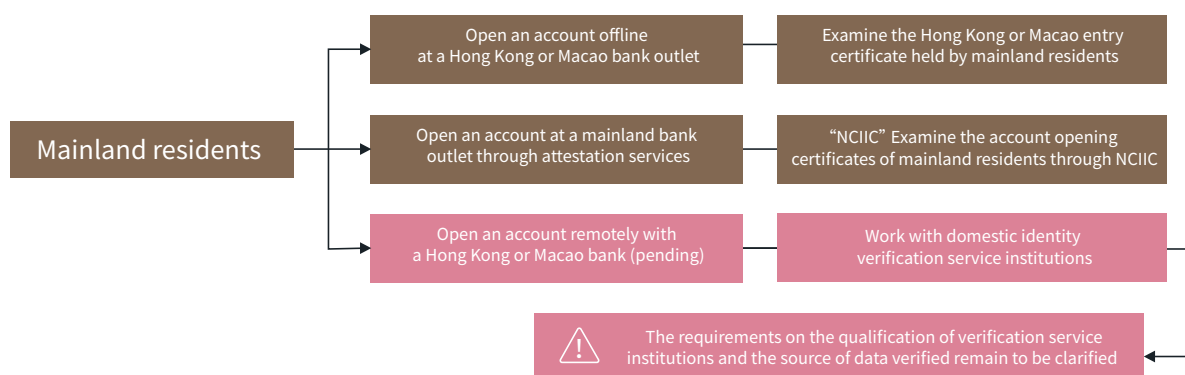 Open an account offline
at a Hong Kong or Macao bank outlet
Examine the Hong Kong or Macao entry
certificate held by mainland residents
Mainland residents
Open an account at a mainland bank
outlet through attestation services
“NCIIC” Examine the account opening
certificates of mainland residents through NCIIC
Open an account remotely with
a Hong Kong or Macao bank (pending)
Work with domestic identity
verification service institutions
The requirements on the qualification of verification service
institutions and the source of data verified remain to be clarified